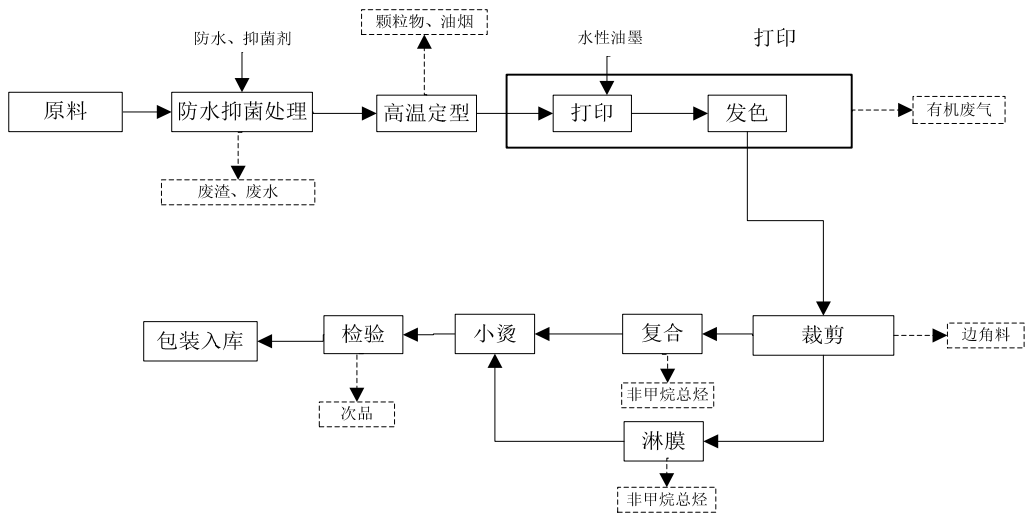 颗粒物、油烟
防水、抑菌剂
水性油墨
打印
原料
防水抑菌处理
高温定型
打印
发色
有机废气
废渣、废水
包装入库
检验
小烫
复合
裁剪
边角料
次品
非甲烷总烃
淋膜
非甲烷总烃